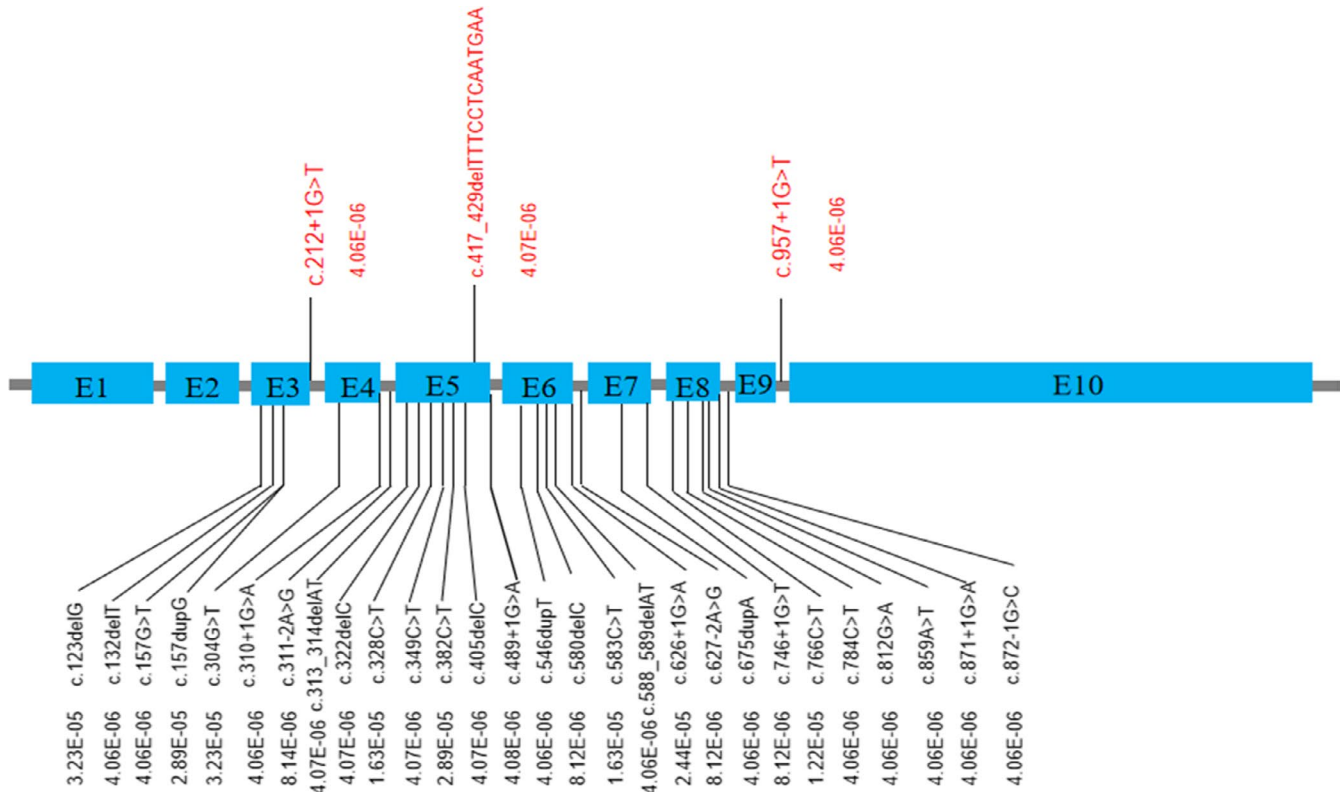 c.212+1G>T
4.06E-06
c.417_429delTTTCCTCAATGAA
4.07E-06
c.957+1G>T
4.06E-06
E1
E2
E3
E4
E5
E6
E7
E8
E9
E10
3.23E-05 c.123delG
4.06E-06 c.132delT
4.06E-06 c.157G>T
2.89E-05 c.157dupG
3.23E-05 c.304G>T
4.06E-06 c.310+1G>A
8.14E-06 c.311-2A>G
4.07E-06 c.313_314delAT
4.07E-06 c.322delC
1.63E-05 c.328C>T
4.07E-06 c.349C>T
2.89E-05 c.382C>T
4.07E-06 c.405delC
4.08E-06 c.489+1G>A
4.06E-06 c.546dupT
8.12E-06 c.580delC
1.63E-05 c.583C>T
4.06E-06 c.588_589delAT
2.44E-05 c.626+1G>A
8.12E-06 c.627-2A>G
4.06E-06 c.675dupA
8.12E-06 c.746+1G>T
1.22E-05 c.766C>T
4.06E-06 c.784C>T
4.06E-06 c.812G>A
4.06E-06 c.859A>T
4.06E-06 c.871+1G>A
4.06E-06 c.872-1G>C